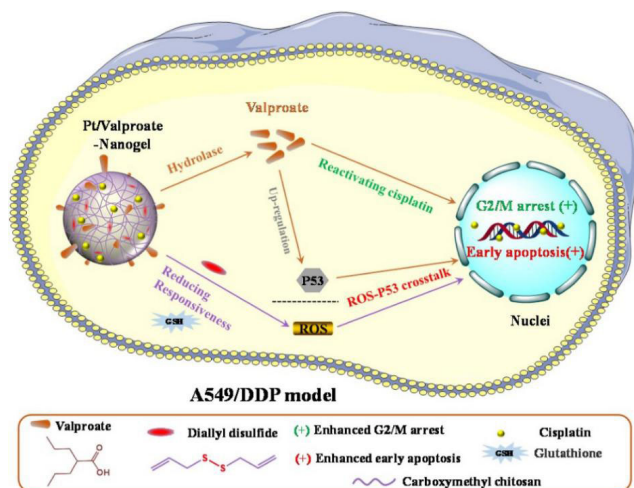 Valproate
Pt/Valproate
-Nanogel
Hydrolase
Reactivating cisplatin
Up-regulation
G2/M arrest (+)
Early apoptosis(+)
P53
Reducing
Responsiveness
ROS-P53 crosstalk
GSH
ROS
Nuclei
A549/DDP model
Valproate
Diallyl disulfide
(+) Enhanced G2/M arrest
Cisplatin
O
OH
S
S
(+) Enhanced early apoptosis
GSH
Glutathione
Carboxymethyl chitosan